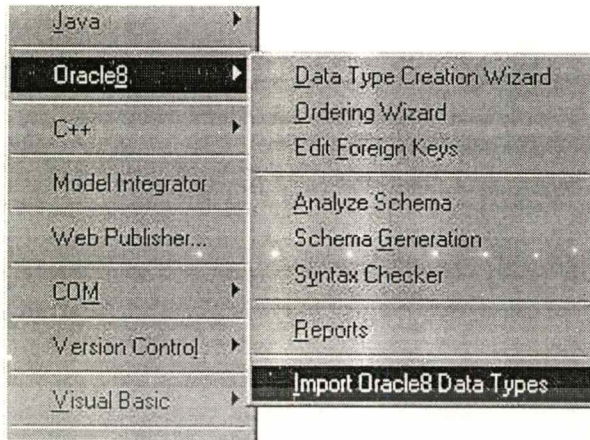 Java
Oracle8
C++
Model Integrator
Web Publisher...
COM
Version Control
Visual Basic
Data Type Creation Wizard
Ordering Wizard
Edit Foreign Keys
Analyze Schema
Schema Generation
Syntax Checker
Reports
Import Oracle8 Data Types